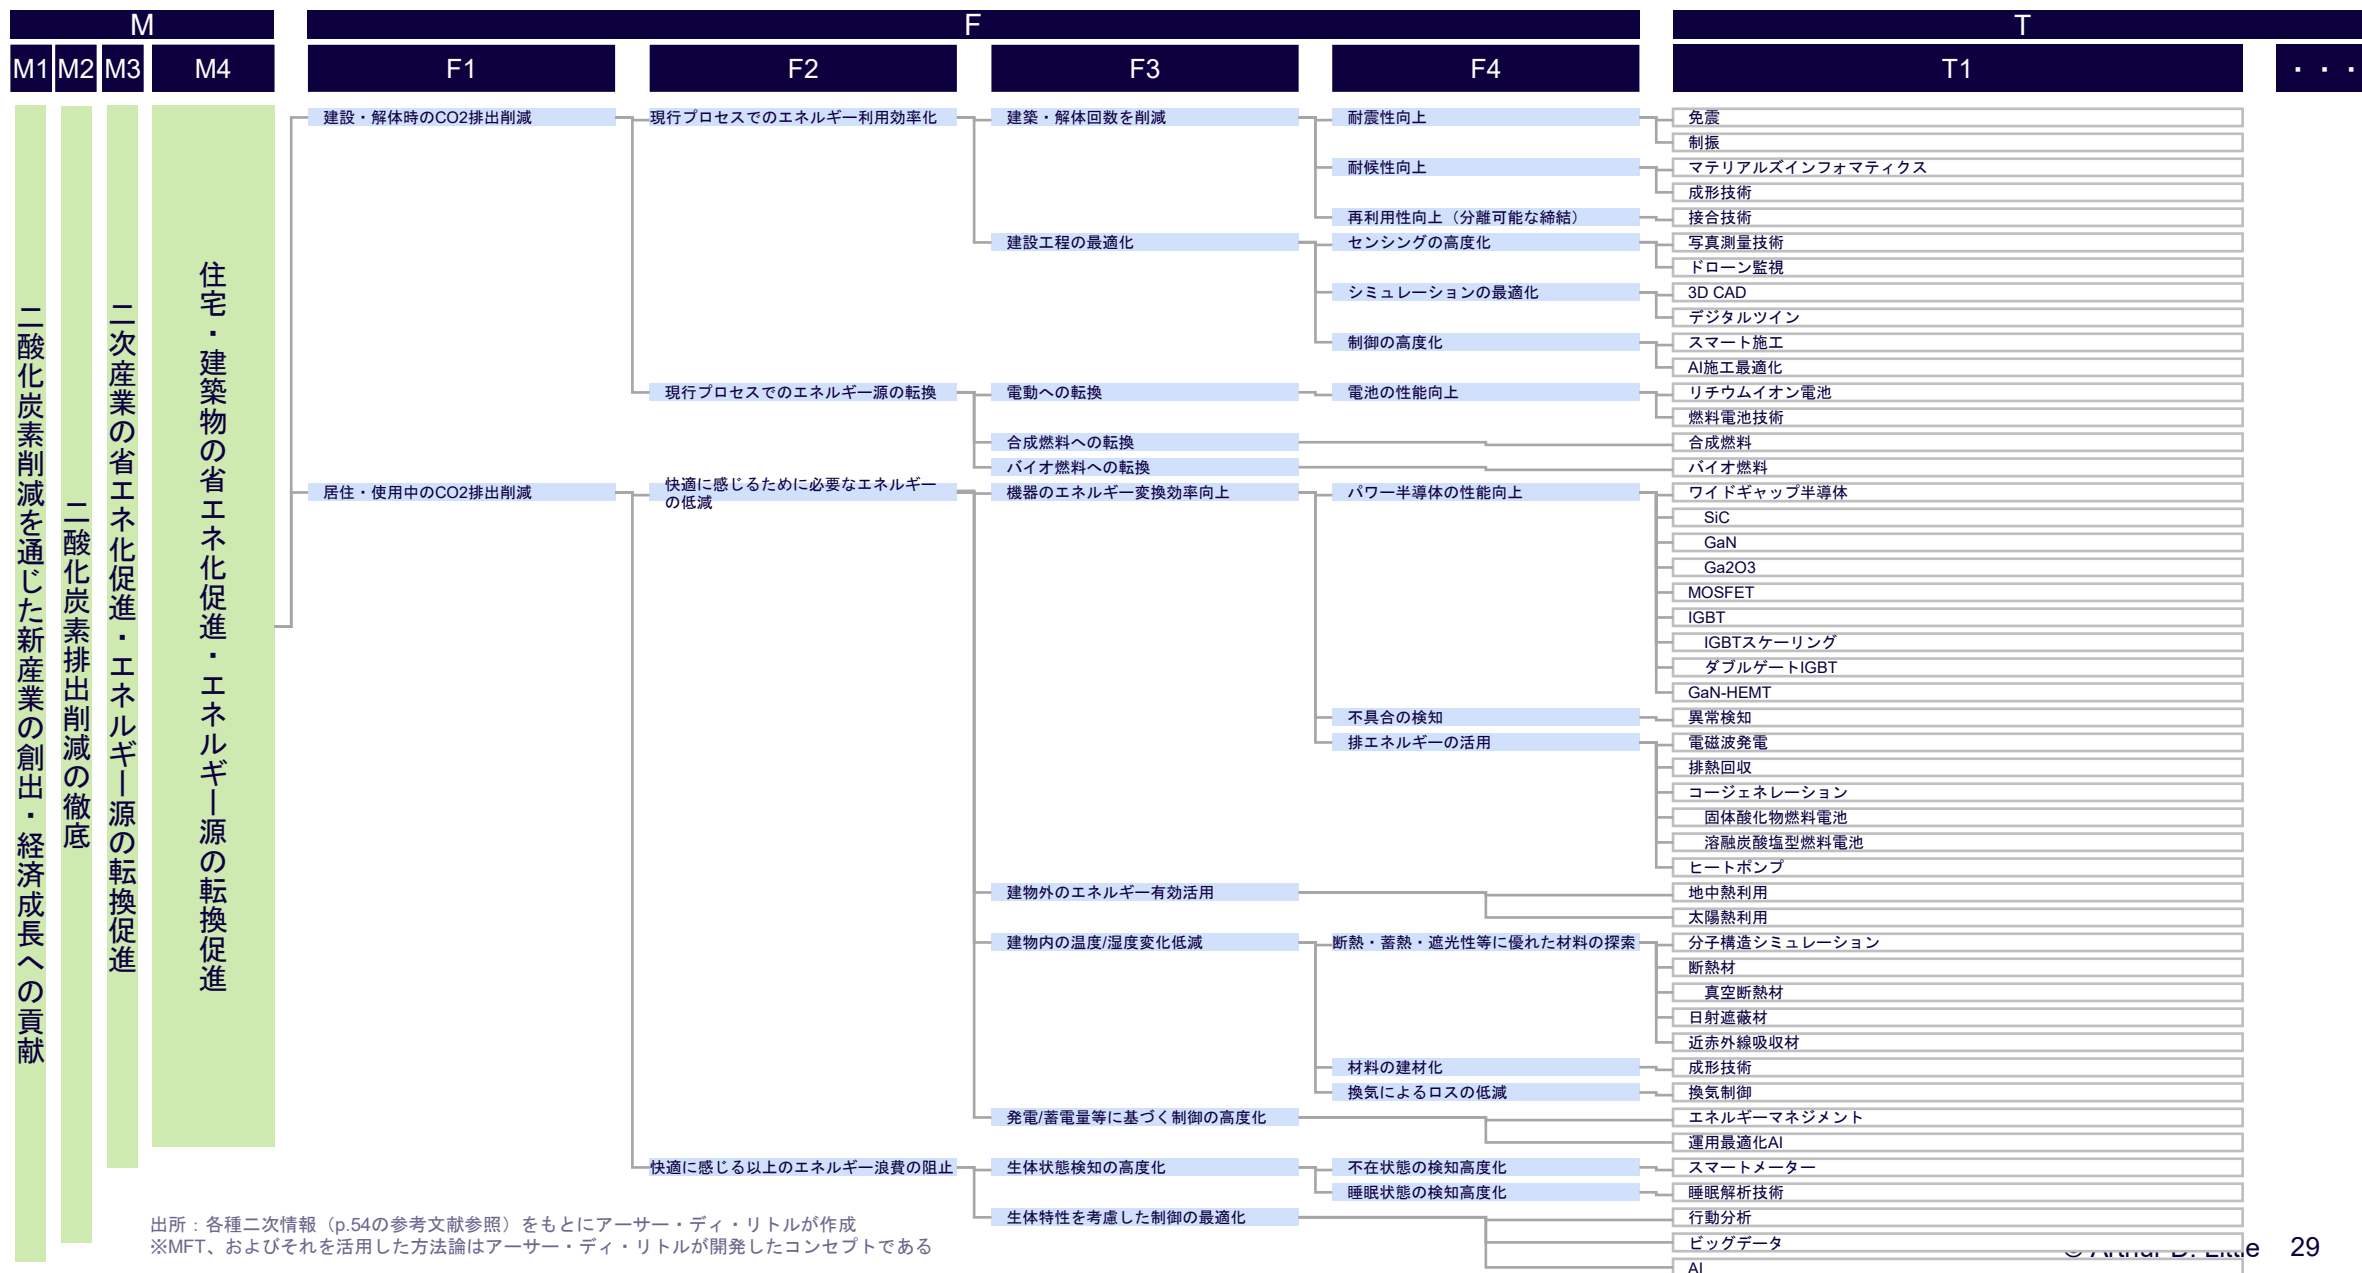 M
F
T
M1
M2
M3
M4
F1
F2
F3
F4
T1
・・・
二酸化炭素削減を通じた新産業の創出・経済成長への貢献
二酸化炭素排出削減の徹底
二次産業の省エネ化促進・エネルギー源の転換促進
住宅・建築物の省エネ化促進・エネルギー源の転換促進
建設・解体時のCO2排出削減
現行プロセスでのエネルギー利用効率化
建築・解体回数を削減
耐震性向上
免震
制振
耐候性向上
マテリアルズインフォマティクス
成形技術
再利用性向上（分離可能な締結）
接合技術
建設工程の最適化
センシングの高度化
写真測量技術
ドローン監視
シミュレーションの最適化
3D CAD
デジタルツイン
制御の高度化
スマート施工
AI施工最適化
現行プロセスでのエネルギー源の転換
電動への転換
電池の性能向上
リチウムイオン電池
燃料電池技術
合成燃料への転換
合成燃料
バイオ燃料への転換
バイオ燃料
居住・使用中のCO2排出削減
快適に感じるために必要なエネルギー
の低減
機器のエネルギー変換効率向上
パワー半導体の性能向上
ワイドギャップ半導体
SiC
GaN
Ga2O3
MOSFET
IGBT
IGBTスケーリング
ダブルゲートIGBT
GaN-HEMT
不具合の検知
異常検知
排エネルギーの活用
電磁波発電
排熱回収
コージェネレーション
固体酸化物燃料電池
溶融炭酸塩型燃料電池
ヒートポンプ
建物外のエネルギー有効活用
地中熱利用
太陽熱利用
建物内の温度/湿度変化低減
断熱・蓄熱・遮光性等に優れた材料の探索
分子構造シミュレーション
断熱材
真空断熱材
日射遮蔽材
近赤外線吸収材
材料の建材化
成形技術
換気によるロスの低減
換気制御
発電/蓄電量等に基づく制御の高度化
エネルギーマネジメント
運用最適化AI
快適に感じる以上のエネルギー浪費の阻止
生体状態検知の高度化
不在状態の検知高度化
スマートメーター
睡眠状態の検知高度化
睡眠解析技術
生体特性を考慮した制御の最適化
行動分析
ビッグデータ
AI
出所：各種二次情報（p.54の参考文献参照）をもとにアーサー・ディ・リトルが作成
※MFT、およびそれを活用した方法論はアーサー・ディ・リトルが開発したコンセプトである
© Arthur D. Little 29